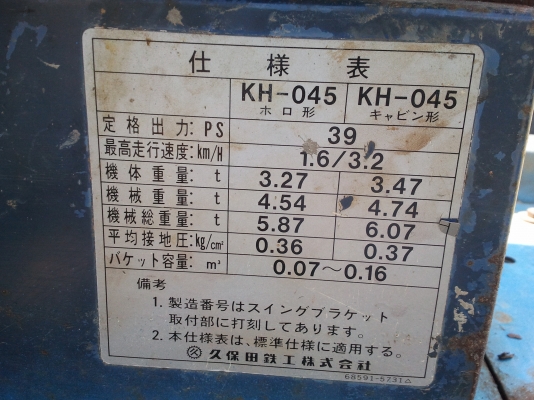 仕様表
KH-045 KH-045
ホロ形 キャビン形
定格出力:PS 39
最高走行速度:km/H 1.6/3.2
機体重量: t 3.27 3.47
機械重量: t 4.54 4.74
機械総重量: t 5.87 6.07
平均接地圧:kg/cm² 0.36 0.37
バケット容量: m³ 0.07~0.16
備考
1. 製造番号はスイングブラケット
取付部に打刻してあります。
2. 本仕様表は、標準仕様に適用する。
久保田鉄工株式会社
68591-5731